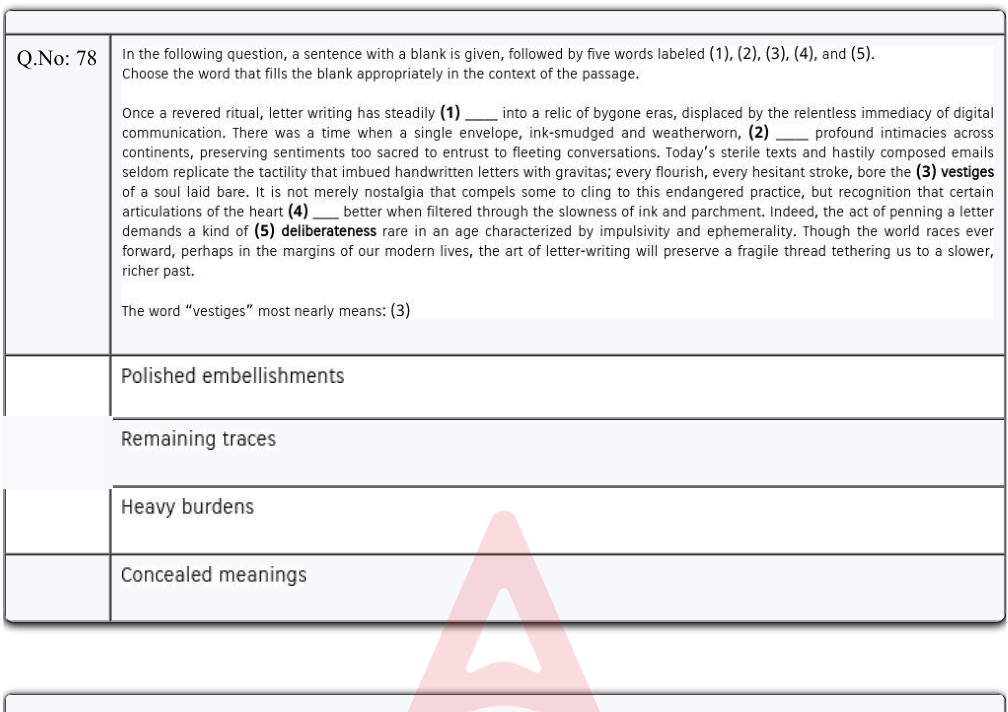 Q.No: 78
In the following question, a sentence with a blank is given, followed by five words labeled (1), (2), (3), (4), and (5).
Choose the word that fills the blank appropriately in the context of the passage.
Once a revered ritual, letter writing has steadily (1) ____ into a relic of bygone eras, displaced by the relentless immediacy of digital
communication. There was a time when a single envelope, ink-smudged and weatherworn, (2) ____ profound intimacies across
continents, preserving sentiments too sacred to entrust to fleeting conversations. Today's sterile texts and hastily composed emails
seldom replicate the tactility that imbued handwritten letters with gravitas; every flourish, every hesitant stroke, bore the (3) vestiges
of a soul laid bare. It is not merely nostalgia that compels some to cling to this endangered practice, but recognition that certain
articulations of the heart (4) ___ better when filtered through the slowness of ink and parchment. Indeed, the act of penning a letter
demands a kind of (5) deliberateness rare in an age characterized by impulsivity and ephemerality. Though the world races ever
forward, perhaps in the margins of our modern lives, the art of letter-writing will preserve a fragile thread tethering us to a slower,
richer past.
The word "vestiges" most nearly means: (3)
Polished embellishments
Remaining traces
Heavy burdens
Concealed meanings